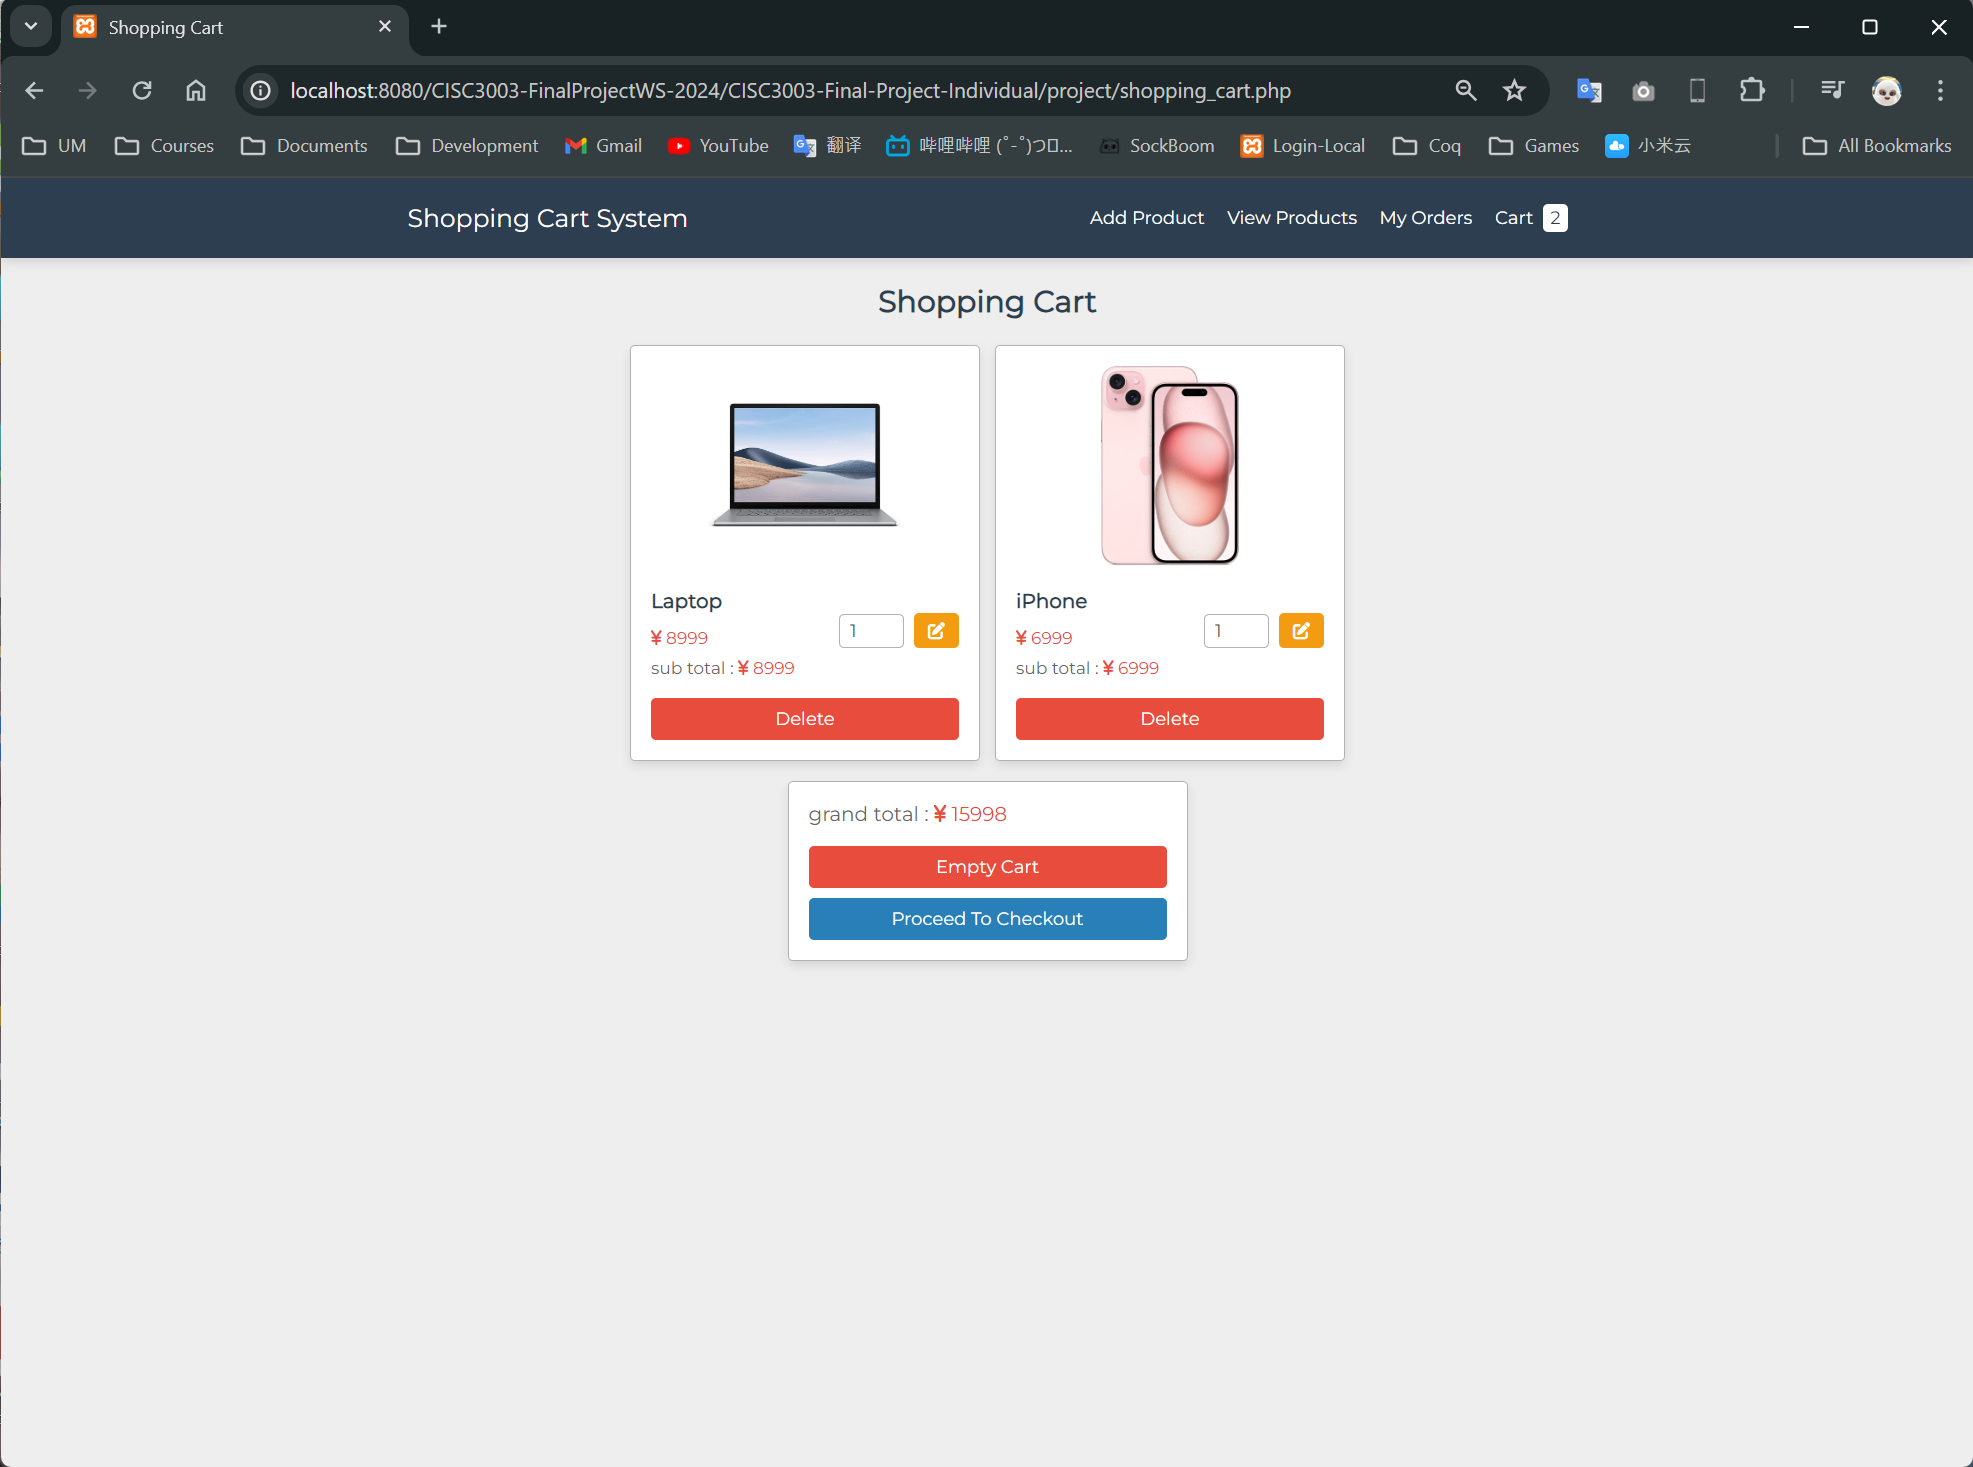 Shopping Cart
localhost:8080/CISC3003-FinalProjectWS-2024/CISC3003-Final-Project-Individual/project/shopping_cart.php
UM Courses Documents Development Gmail YouTube 翻译 哔哩哔哩 (゜-゜)つロ... SockBoom Login-Local Coq Games 小米云 All Bookmarks
Shopping Cart System Add Product View Products My Orders Cart 2
Shopping Cart
Laptop
¥ 8999
1
sub total : ¥ 8999
Delete
iPhone
¥ 6999
1
sub total : ¥ 6999
Delete
grand total : ¥ 15998
Empty Cart
Proceed To Checkout